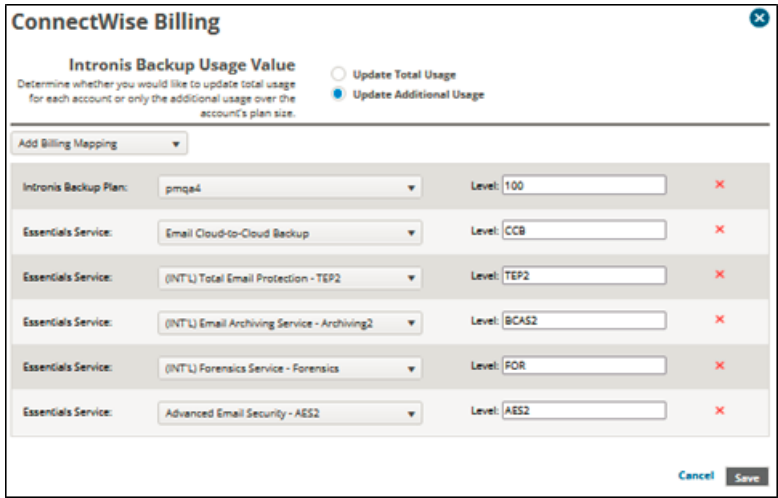 ConnectWise Billing
Intronis Backup Usage Value
Determine whether you would like to update total usage
for each account or only the additional usage over the
account's plan size.
Update Total Usage
Update Additional Usage
Add Billing Mapping
Intronis Backup Plan: pmqa4 Level: 100
Essentials Service: Email Cloud-to-Cloud Backup Level: CCB
Essentials Service: (INT'L) Total Email Protection - TEP2 Level: TEP2
Essentials Service: (INT'L) Email Archiving Service - Archiving2 Level: BCAS2
Essentials Service: (INT'L) Forensics Service - Forensics Level: FOR
Essentials Service: Advanced Email Security - AES2 Level: AES2
Cancel Save